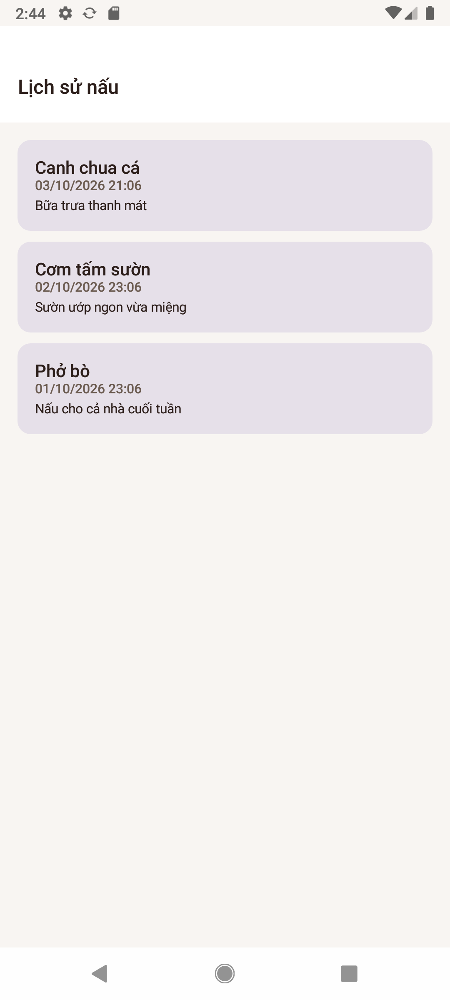 2:44
Lịch sử nấu
Canh chua cá
03/10/2026 21:06
Bữa trưa thanh mát
Cơm tấm sườn
02/10/2026 23:06
Sườn ướp ngon vừa miệng
Phở bò
01/10/2026 23:06
Nấu cho cả nhà cuối tuần